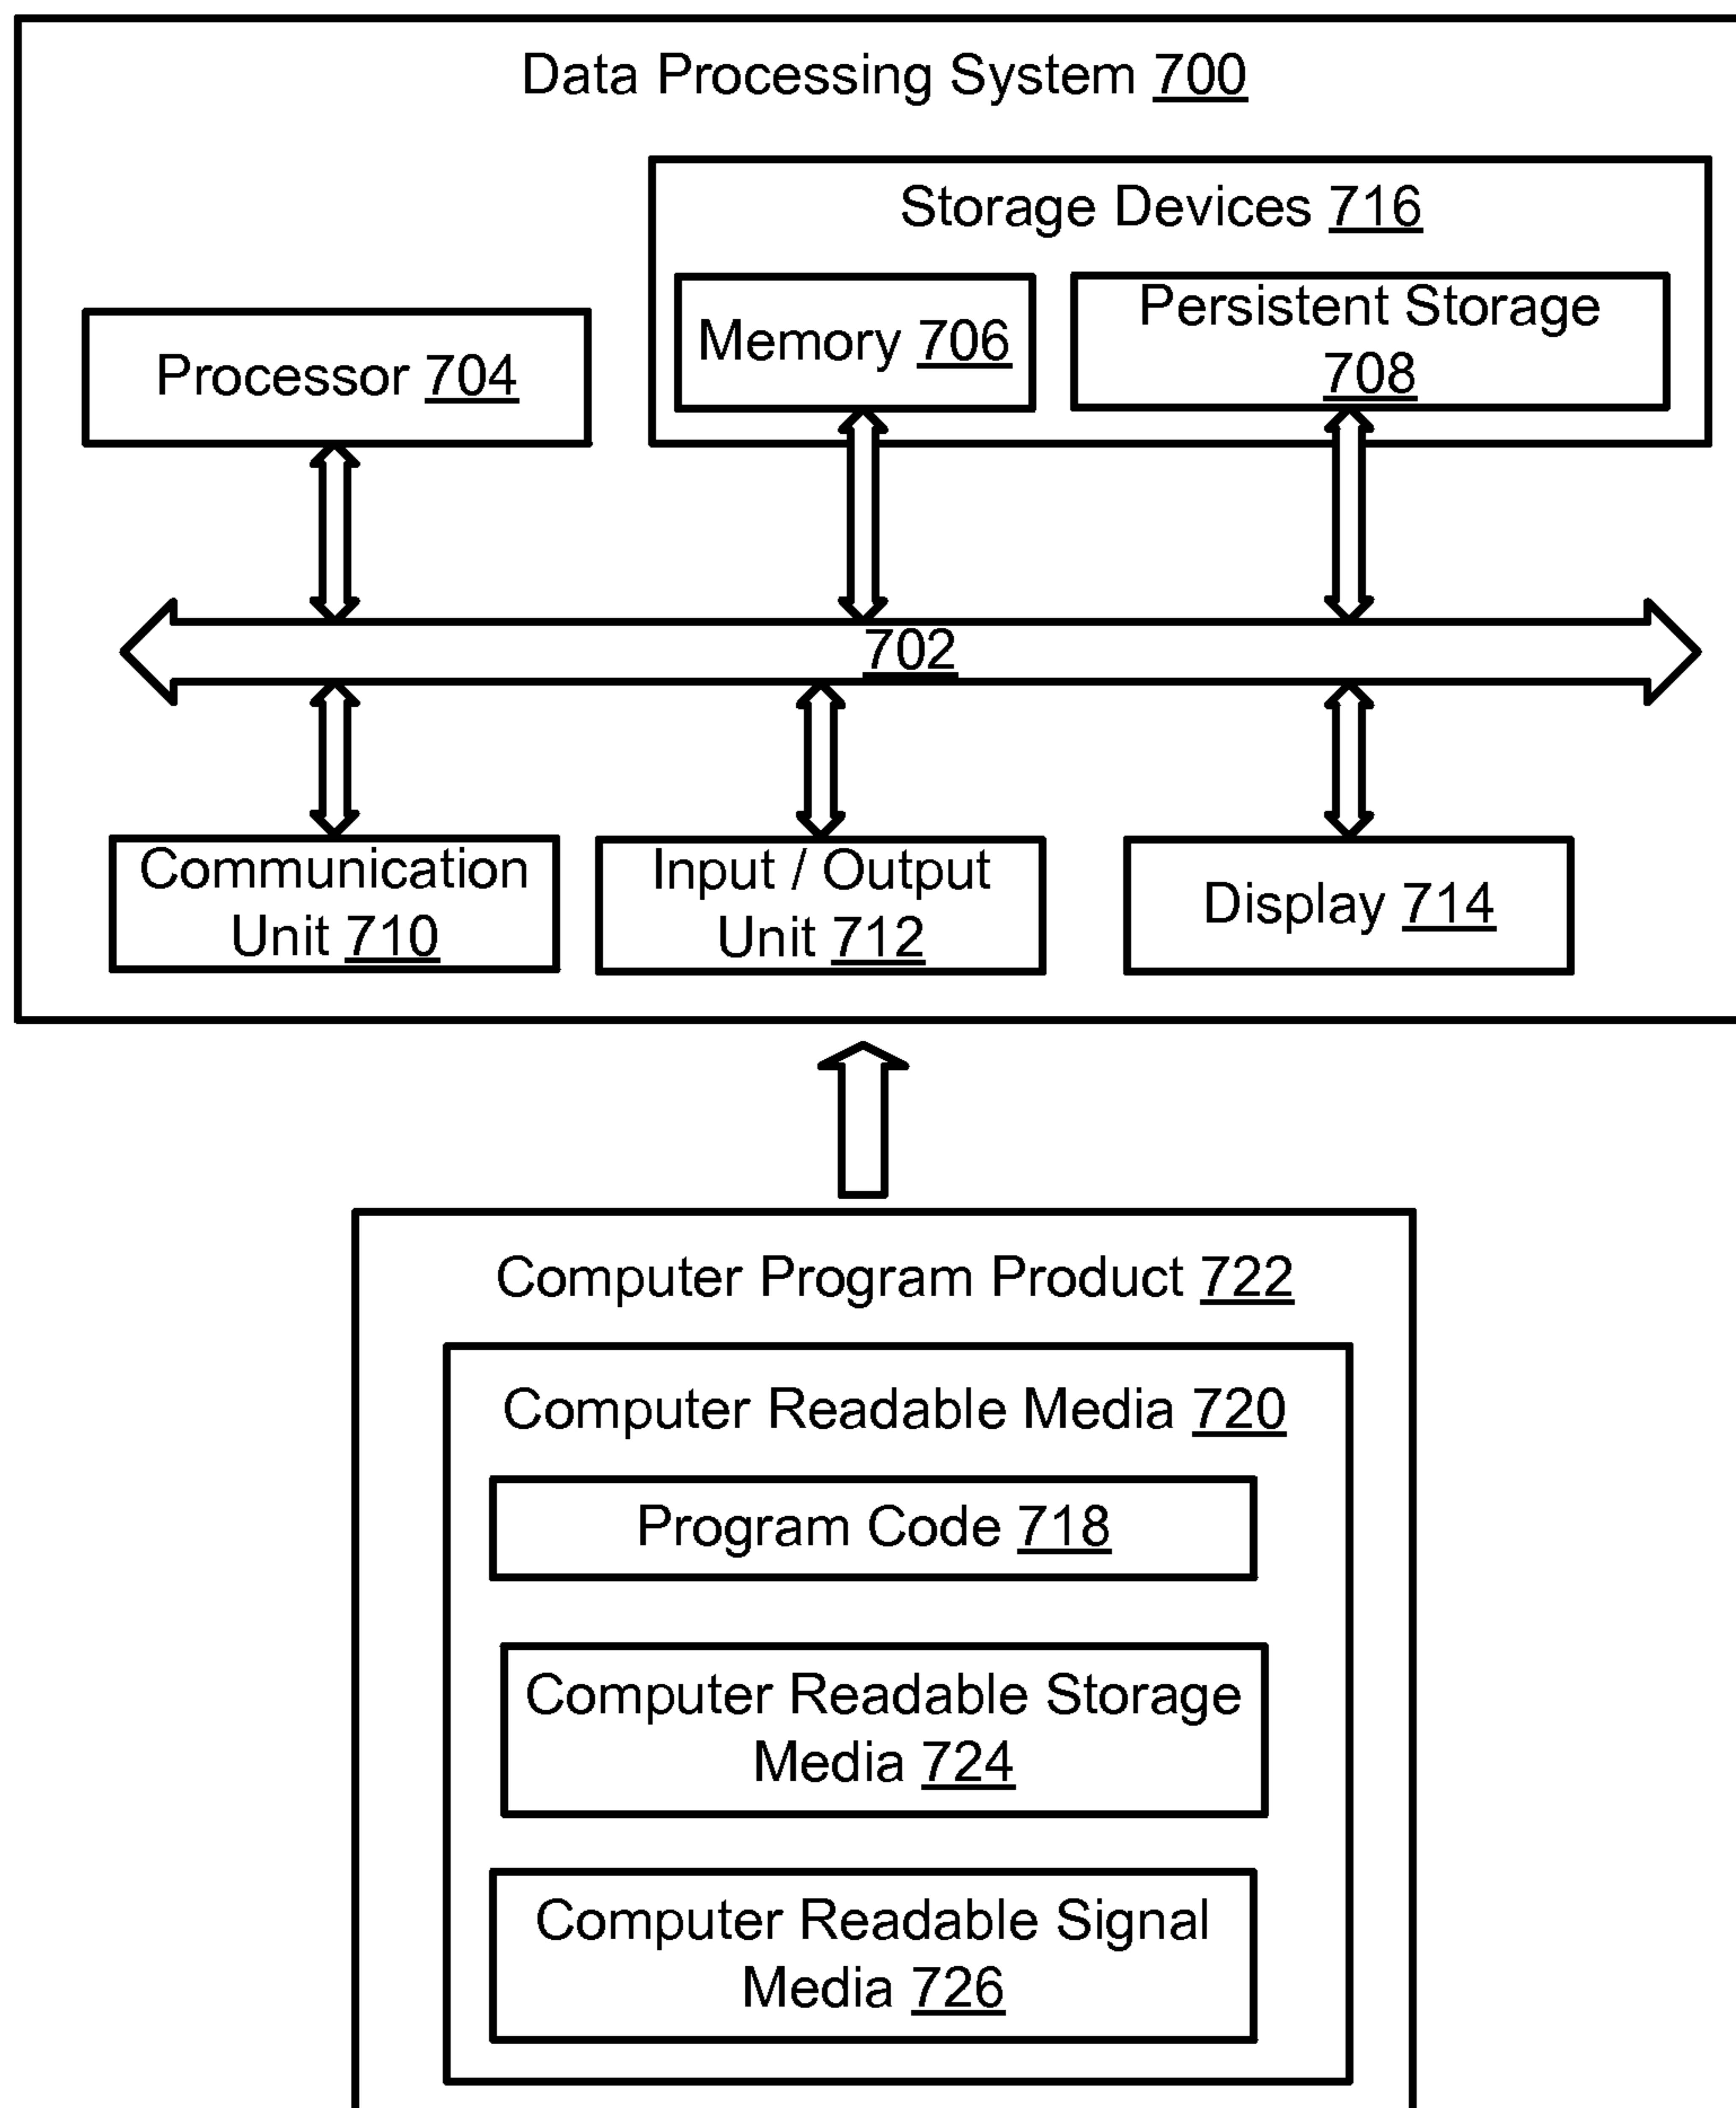 Data Processing System 700
Storage Devices 716
Processor 704
Memory 706
Persistent Storage
708
702
Communication
Unit 710
Input / Output
Unit 712
Display 714
Computer Program Product 722
Computer Readable Media 720
Program Code 718
Computer Readable Storage
Media 724
Computer Readable Signal
Media 726